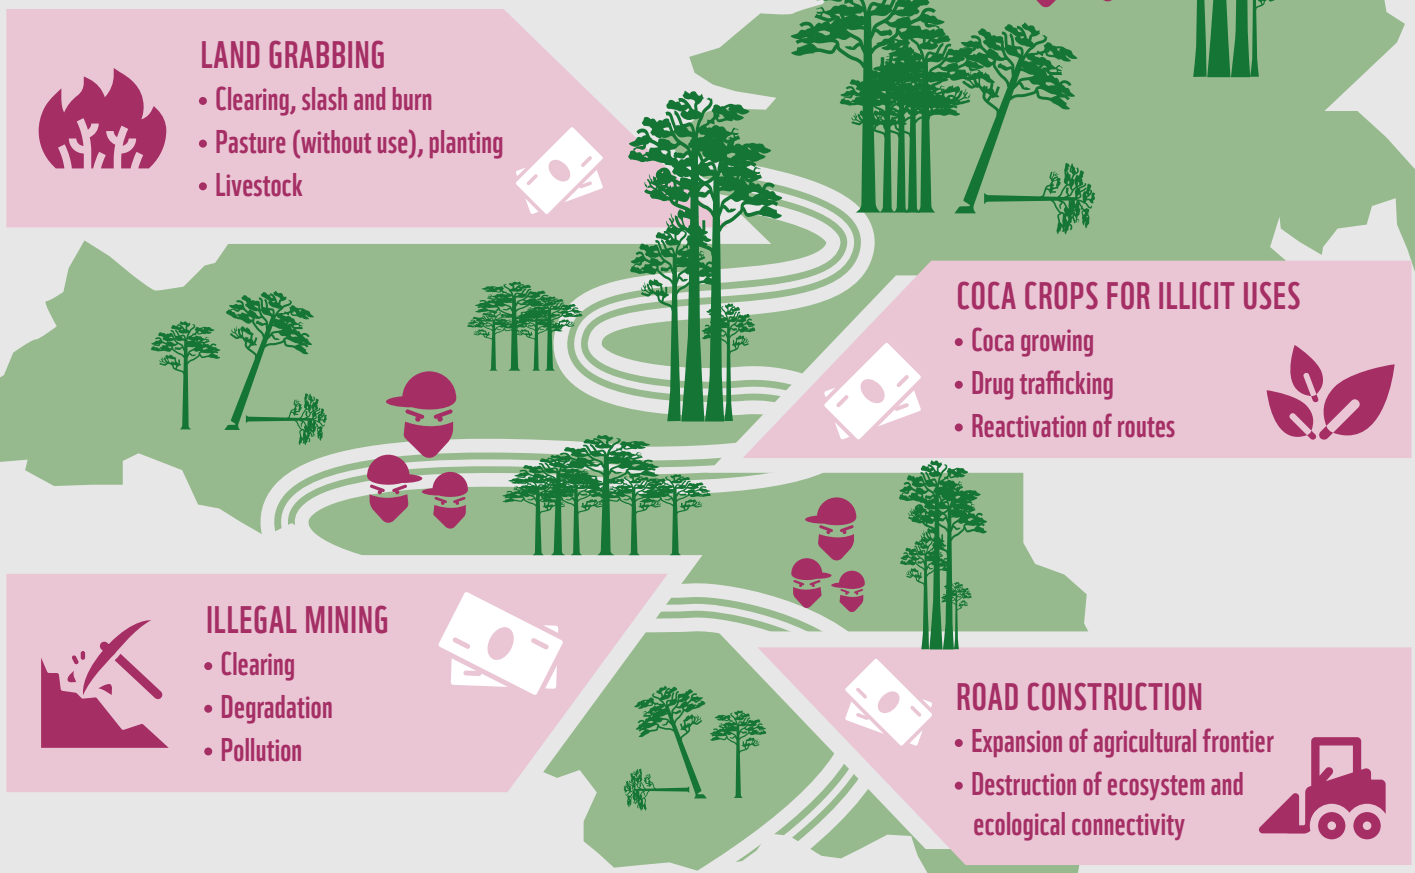 LAND GRABBING
• Clearing, slash and burn
• Pasture (without use), planting
• Livestock
COCA CROPS FOR ILLICIT USES
• Coca growing
• Drug trafficking
• Reactivation of routes
ILLEGAL MINING
• Clearing
• Degradation
• Pollution
ROAD CONSTRUCTION
• Expansion of agricultural frontier
• Destruction of ecosystem and
ecological connectivity